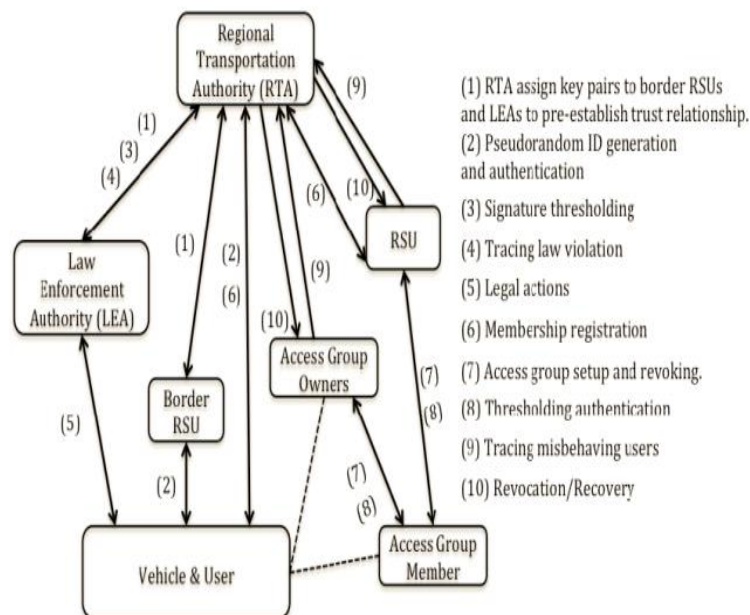 Regional
Transportation
Authority (RTA)
(9)
(1)
(3)
(4)
(6)
(10)
RSU
(1)
(2)
(6)
(9)
(10)
Law
Enforcement
Authority (LEA)
Access Group
Owners
Border
RSU
(5)
(2)
(7)
(8)
(7)
(8)
Vehicle & User
Access Group
Member
(1) RTA assign key pairs to border RSUs
and LEAs to pre-establish trust relationship.
(2) Pseudorandom ID generation
and authentication
(3) Signature thresholding
(4) Tracing law violation
(5) Legal actions
(6) Membership registration
(7) Access group setup and revoking.
(8) Thresholding authentication
(9) Tracing misbehaving users
(10) Revocation/Recovery